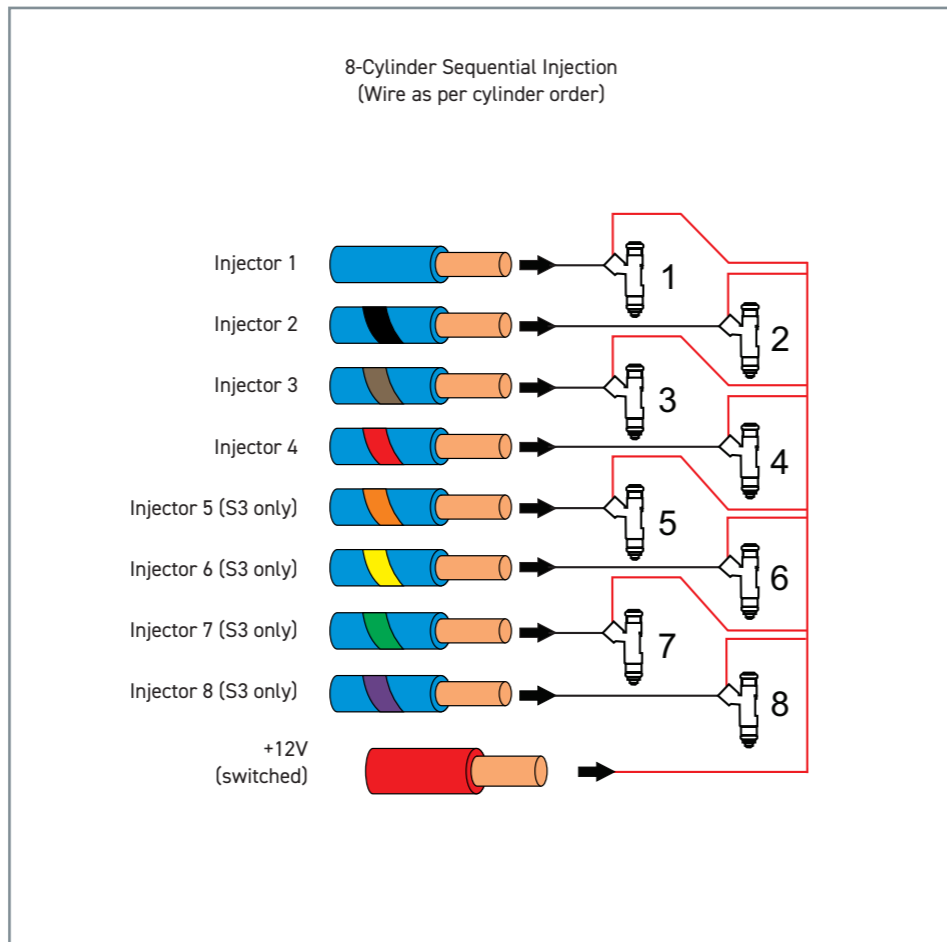 8-Cylinder Sequential Injection
(Wire as per cylinder order)
Injector 1
1
Injector 2
2
Injector 3
3
Injector 4
4
Injector 5 (S3 only)
5
Injector 6 (S3 only)
6
Injector 7 (S3 only)
7
Injector 8 (S3 only)
8
+12V
(switched)